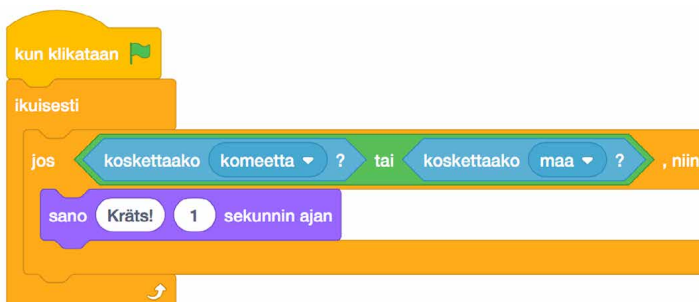 kun klikataan
ikuisesti
jos koskettaako komeetta ? tai koskettaako maa ? , niin
sano Kräts! 1 sekunnin ajan